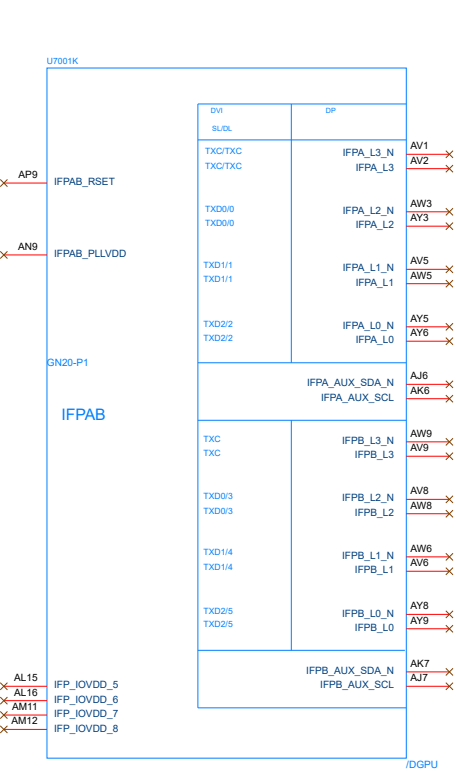 U7001K
DVI DP
SL/DL
TXC/TXC IFPA_L3_N AV1
TXC/TXC IFPA_L3 AV2
AP9 IFPAB_RSET
TXD0/0 IFPA_L2_N AW3
TXD0/0 IFPA_L2 AY3
AN9 IFPAB_PLLVDD
TXD1/1 IFPA_L1_N AV5
TXD1/1 IFPA_L1 AW5
TXD2/2 IFPA_L0_N AY5
TXD2/2 IFPA_L0 AY6
GN20-P1
IFPA_AUX_SDA_N AJ6
IFPA_AUX_SCL AK6
IFPAB
TXC IFPB_L3_N AW9
TXC IFPB_L3 AV9
TXD0/3 IFPB_L2_N AV8
TXD0/3 IFPB_L2 AW8
TXD1/4 IFPB_L1_N AW6
TXD1/4 IFPB_L1 AV6
TXD2/5 IFPB_L0_N AY8
TXD2/5 IFPB_L0 AY9
IFPB_AUX_SDA_N AK7
AL15 IFP_IOVDD_5 IFPB_AUX_SCL AJ7
AL16 IFP_IOVDD_6
AM11 IFP_IOVDD_7
AM12 IFP_IOVDD_8
/DGPU